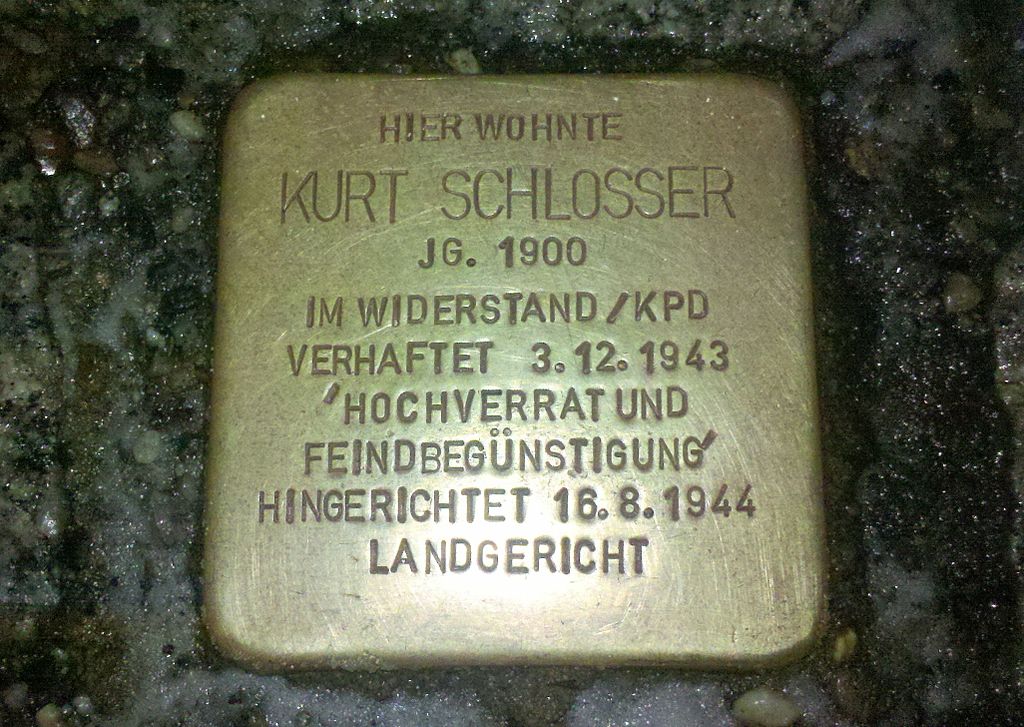 HIER WOHNTE
KURT SCHLOSSER
JG. 1900
IM WIDERSTAND/KPD
VERHAFTET 3.12.1943
'HOCHVERRAT UND
FEINDBEGÜNSTIGUNG'
HINGERICHTET 16.8.1944
LANDGERICHT